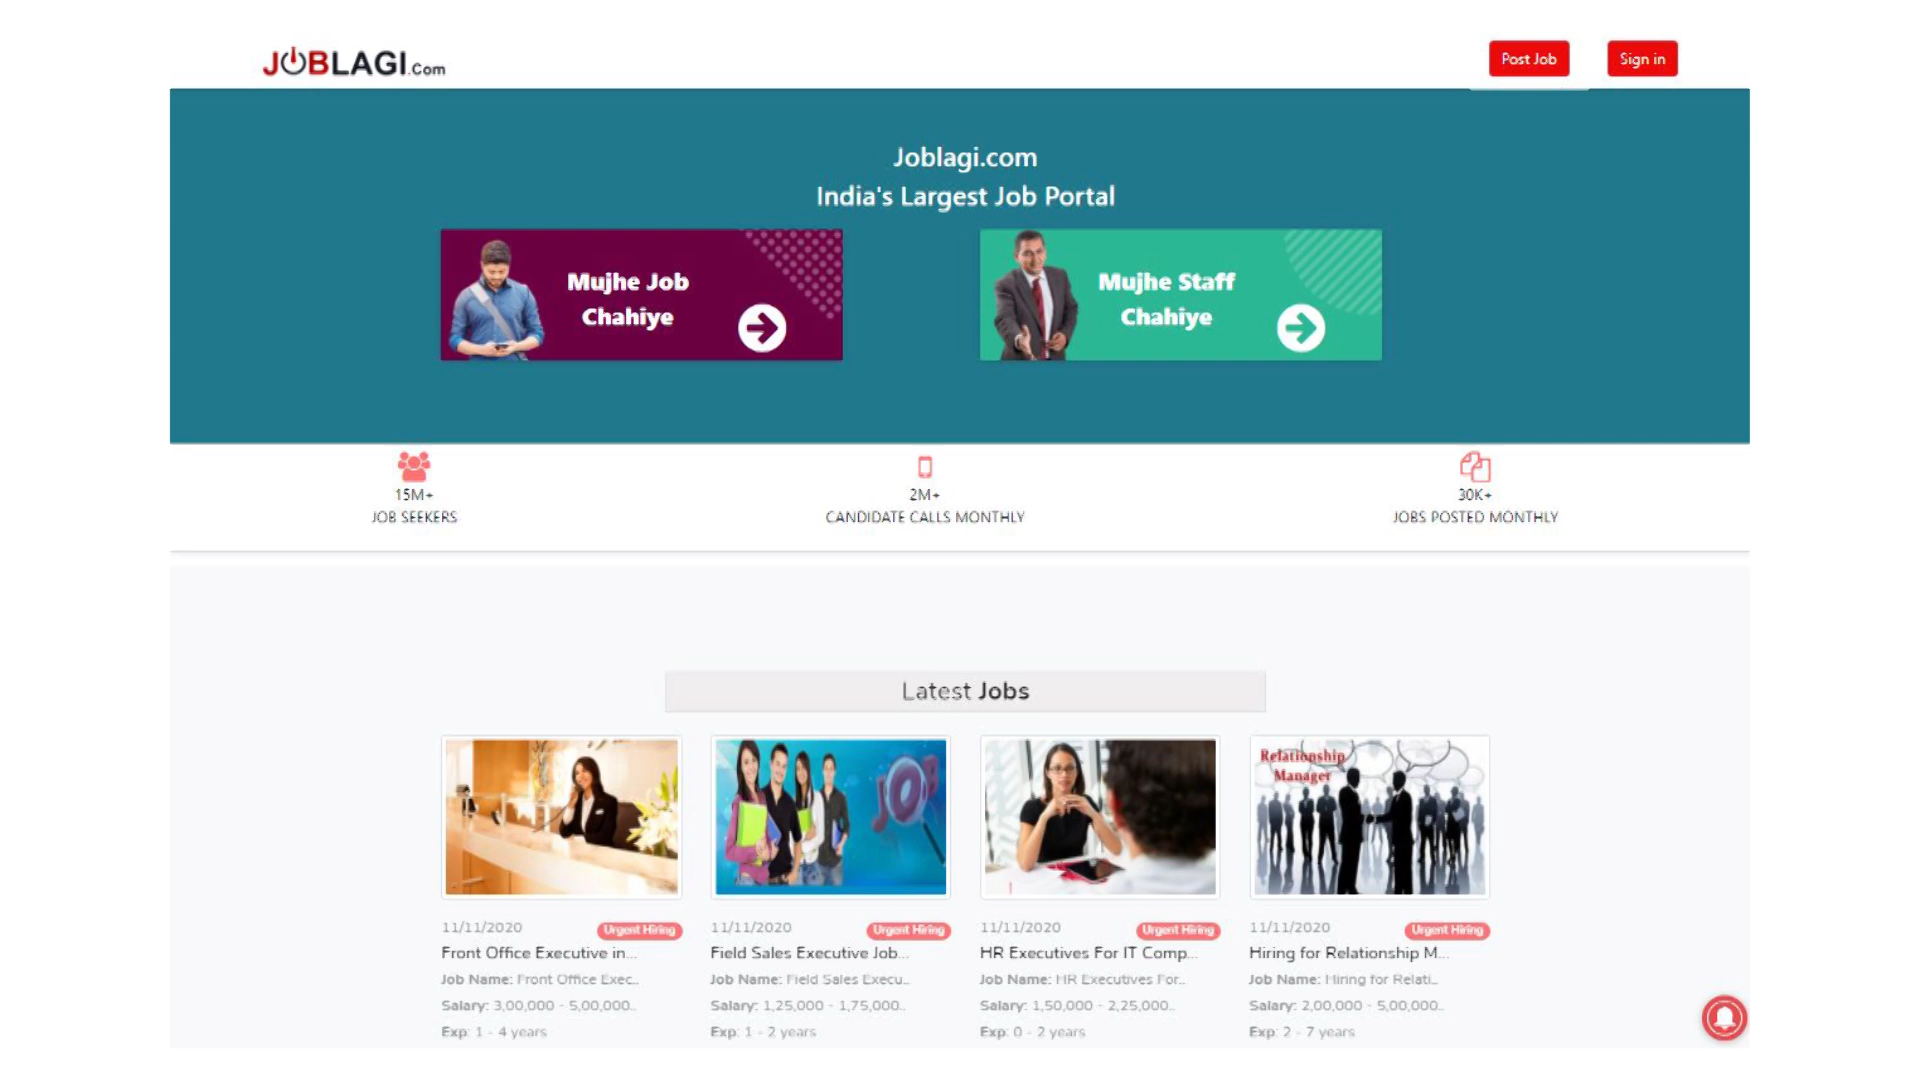 JOBLAGI.Com
Post Job
Sign in
Joblagi.com
India's Largest Job Portal
Mujhe Job
Chahiye
Mujhe Staff
Chahiye
15M+
JOB SEEKERS
2M+
CANDIDATE CALLS MONTHLY
30K+
JOBS POSTED MONTHLY
Latest Jobs
JOB
Relationship
Manager
11/11/2020 Urgent Hiring
Front Office Executive in...
Job Name: Front Office Exec...
Salary: 3,00,000 - 5,00,000...
Exp: 1 - 4 years
11/11/2020 Urgent Hiring
Field Sales Executive Job...
Job Name: Field Sales Execu...
Salary: 1,25,000 - 1,75,000...
Exp: 1 - 2 years
11/11/2020 Urgent Hiring
HR Executives For IT Comp...
Job Name: HR Executives For...
Salary: 1,50,000 - 2,25,000...
Exp: 0 - 2 years
11/11/2020 Urgent Hiring
Hiring for Relationship M...
Job Name: Hiring for Relati...
Salary: 2,00,000 - 5,00,000...
Exp: 2 - 7 years